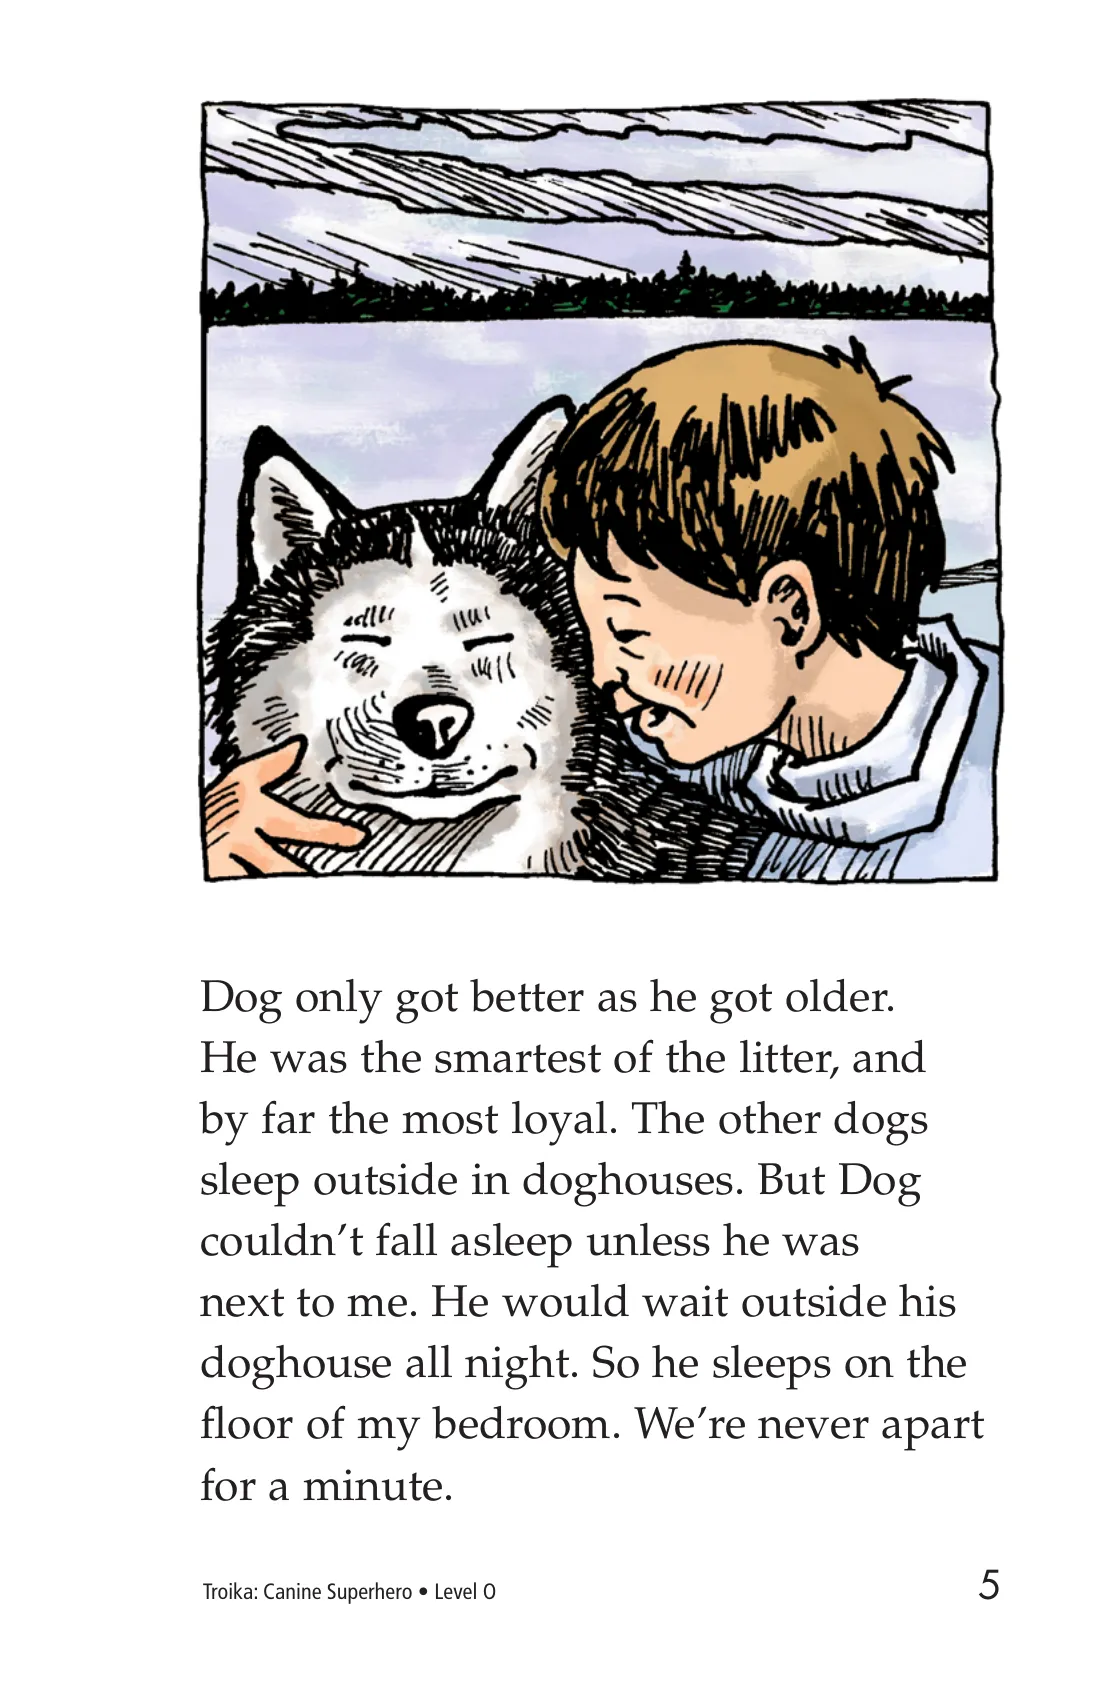 Dog only got better as he got older.
He was the smartest of the litter, and
by far the most loyal. The other dogs
sleep outside in doghouses. But Dog
couldn’t fall asleep unless he was
next to me. He would wait outside his
doghouse all night. So he sleeps on the
floor of my bedroom. We’re never apart
for a minute.
Troika: Canine Superhero • Level O
5